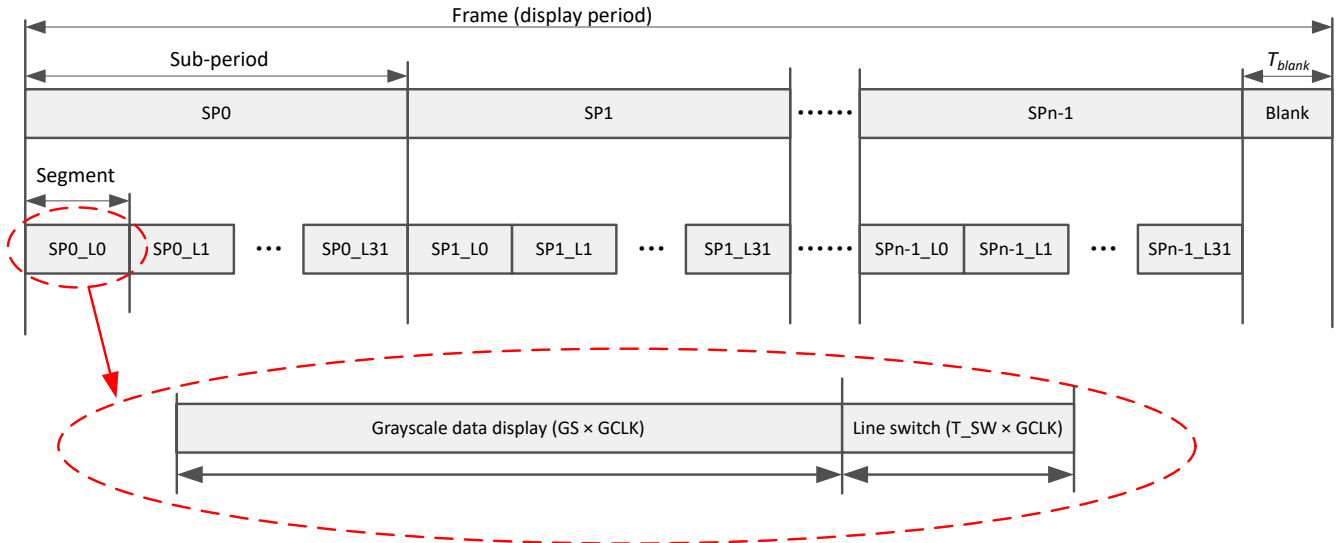 Frame (display period)
Sub-period
T_blank
SP0
SP1
......
SPn-1
Blank
Segment
SP0_L0
SP0_L1
...
SP0_L31
SP1_L0
SP1_L1
...
SP1_L31
......
SPn-1_L0
SPn-1_L1
...
SPn-1_L31
Grayscale data display (GS × GCLK)
Line switch (T_SW × GCLK)